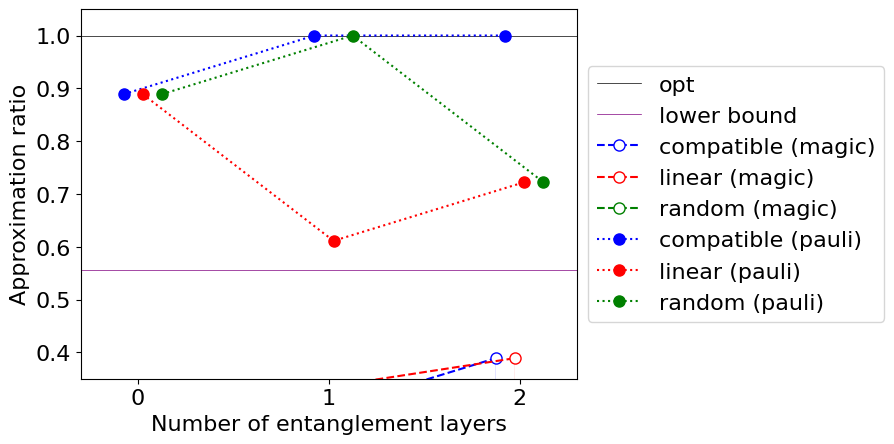 Approximation ratio
1.0
0.9
0.8
0.7
0.6
0.5
0.4
0
1
2
Number of entanglement layers
opt
lower bound
compatible (magic)
linear (magic)
random (magic)
compatible (pauli)
linear (pauli)
random (pauli)